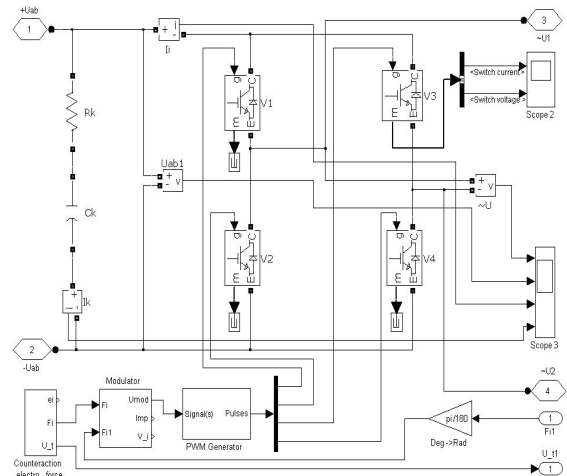 +Uab
1
3
~U1
+
-
Ii
g
C
m
E
V1
g
C
m
E
V3
<Switch current>
<Switch voltage>
Scope 2
Rk
Uab1
+
-
v
+
-
v
~U
Ck
g
C
m
E
V2
g
C
m
E
V4
+
-
Ik
Scope 3
2
-Uab
~U2
4
Modulator
ei
Fi
U_t
Fi
Fi1
Umod
Imp
V_i
Signal(s)
Pulses
PWM Generator
pi/180
Deg->Rad
1
Fi1
U_t1
1
Counteraction
electro_force